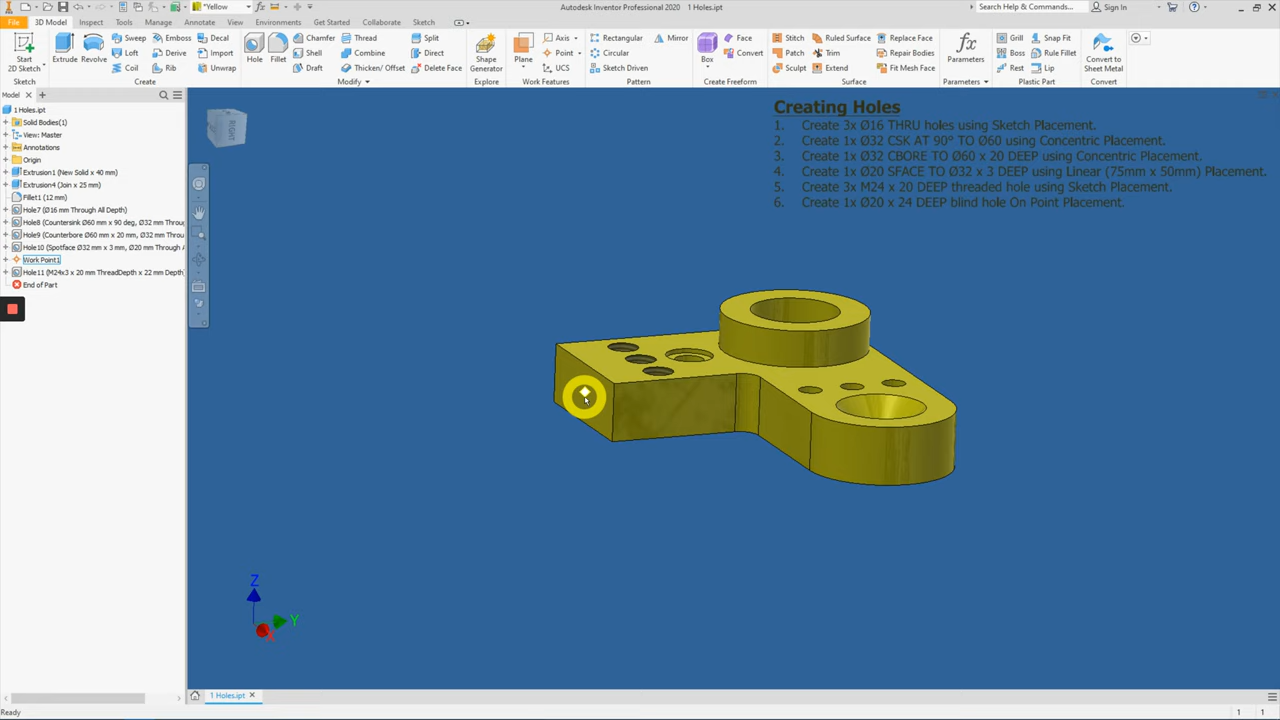 *Yellow
Autodesk Inventor Professional 2020 1 Holes.ipt
Search Help & Commands...
Sign In
File 3D Model Inspect Tools Manage Annotate View Environments Get Started Collaborate Sketch
Start 2D Sketch
Extrude
Revolve
Sweep Emboss Decal
Loft Derive Import
Coil Rib Unwrap
Hole
Fillet
Chamfer Thread Split
Shell Combine Direct
Draft Thicken/ Offset Delete Face
Shape Generator
Plane
Axis
Point
UCS
Rectangular Mirror
Circular
Sketch Driven
Box
Face
Convert
Stitch Ruled Surface Replace Face
Patch Trim Repair Bodies
Sculpt Extend Fit Mesh Face
Parameters
Grill Snap Fit
Boss Rule Fillet
Rest Lip
Convert to Sheet Metal
Sketch Create Modify Explore Work Features Pattern Create Freeform Surface Parameters Plastic Part Convert
Model
1 Holes.ipt
Solid Bodies(1)
View: Master
Annotations
Origin
Extrusion1 (New Solid x 40 mm)
Extrusion4 (Join x 25 mm)
Fillet1 (12 mm)
Hole7 (Ø16 mm Through All Depth)
Hole8 (Countersink Ø60 mm x 90 deg, Ø32 mm Throu
Hole9 (Counterbore Ø60 mm x 20 mm, Ø32 mm Throu
Hole10 (Spotface Ø32 mm x 3 mm, Ø20 mm Through A
Work Point1
Hole11 (M24x3 x 20 mm ThreadDepth x 22 mm Depth)
End of Part
RIGHT
Creating Holes
1. Create 3x Ø16 THRU holes using Sketch Placement.
2. Create 1x Ø32 CSK AT 90° TO Ø60 using Concentric Placement.
3. Create 1x Ø32 CBORE TO Ø60 x 20 DEEP using Concentric Placement.
4. Create 1x Ø20 SFACE TO Ø32 x 3 DEEP using Linear (75mm x 50mm) Placement.
5. Create 3x M24 x 20 DEEP threaded hole using Sketch Placement.
6. Create 1x Ø20 x 24 DEEP blind hole On Point Placement.
Z
Y
X
1 Holes.ipt
Ready
1 1